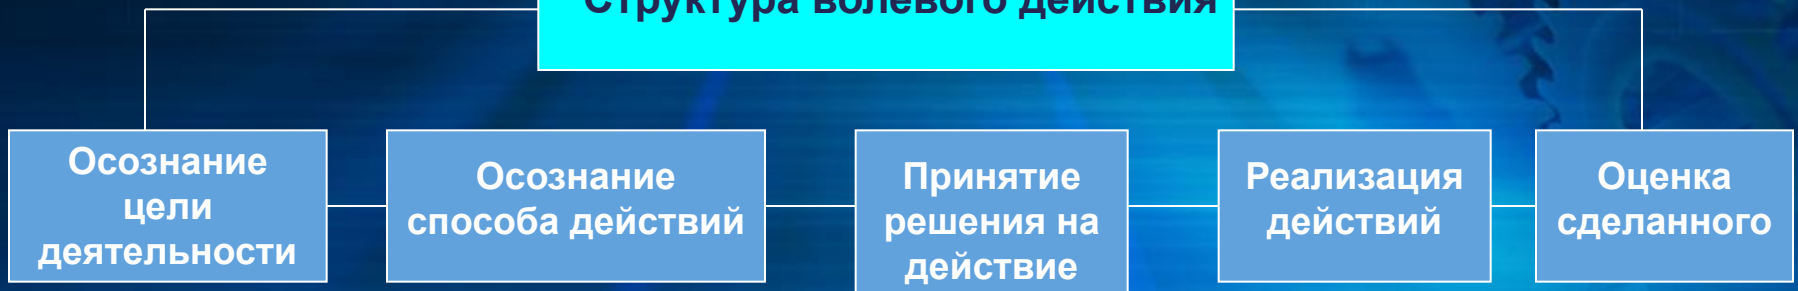 Структура волевого действия
Осознание
цели
деятельности
Осознание
способа действий
Принятие
решения на
действие
Реализация
действий
Оценка
сделанного